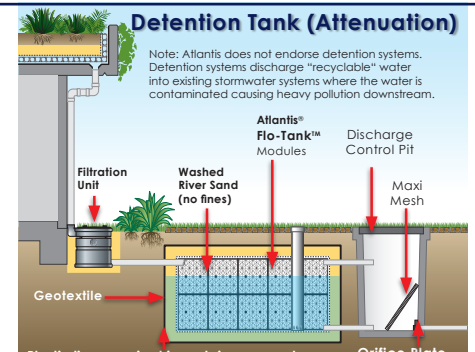 Detention Tank (Attenuation)
Note: Atlantis does not endorse detention systems.
Detention systems discharge "recyclable" water
into existing stormwater systems where the water is
contaminated causing heavy pollution downstream.
Atlantis®
Flo-Tank™
Modules
Discharge
Control Pit
Filtration
Unit
Washed
River Sand
(no fines)
Maxi
Mesh
Geotextile
Orifice Plate